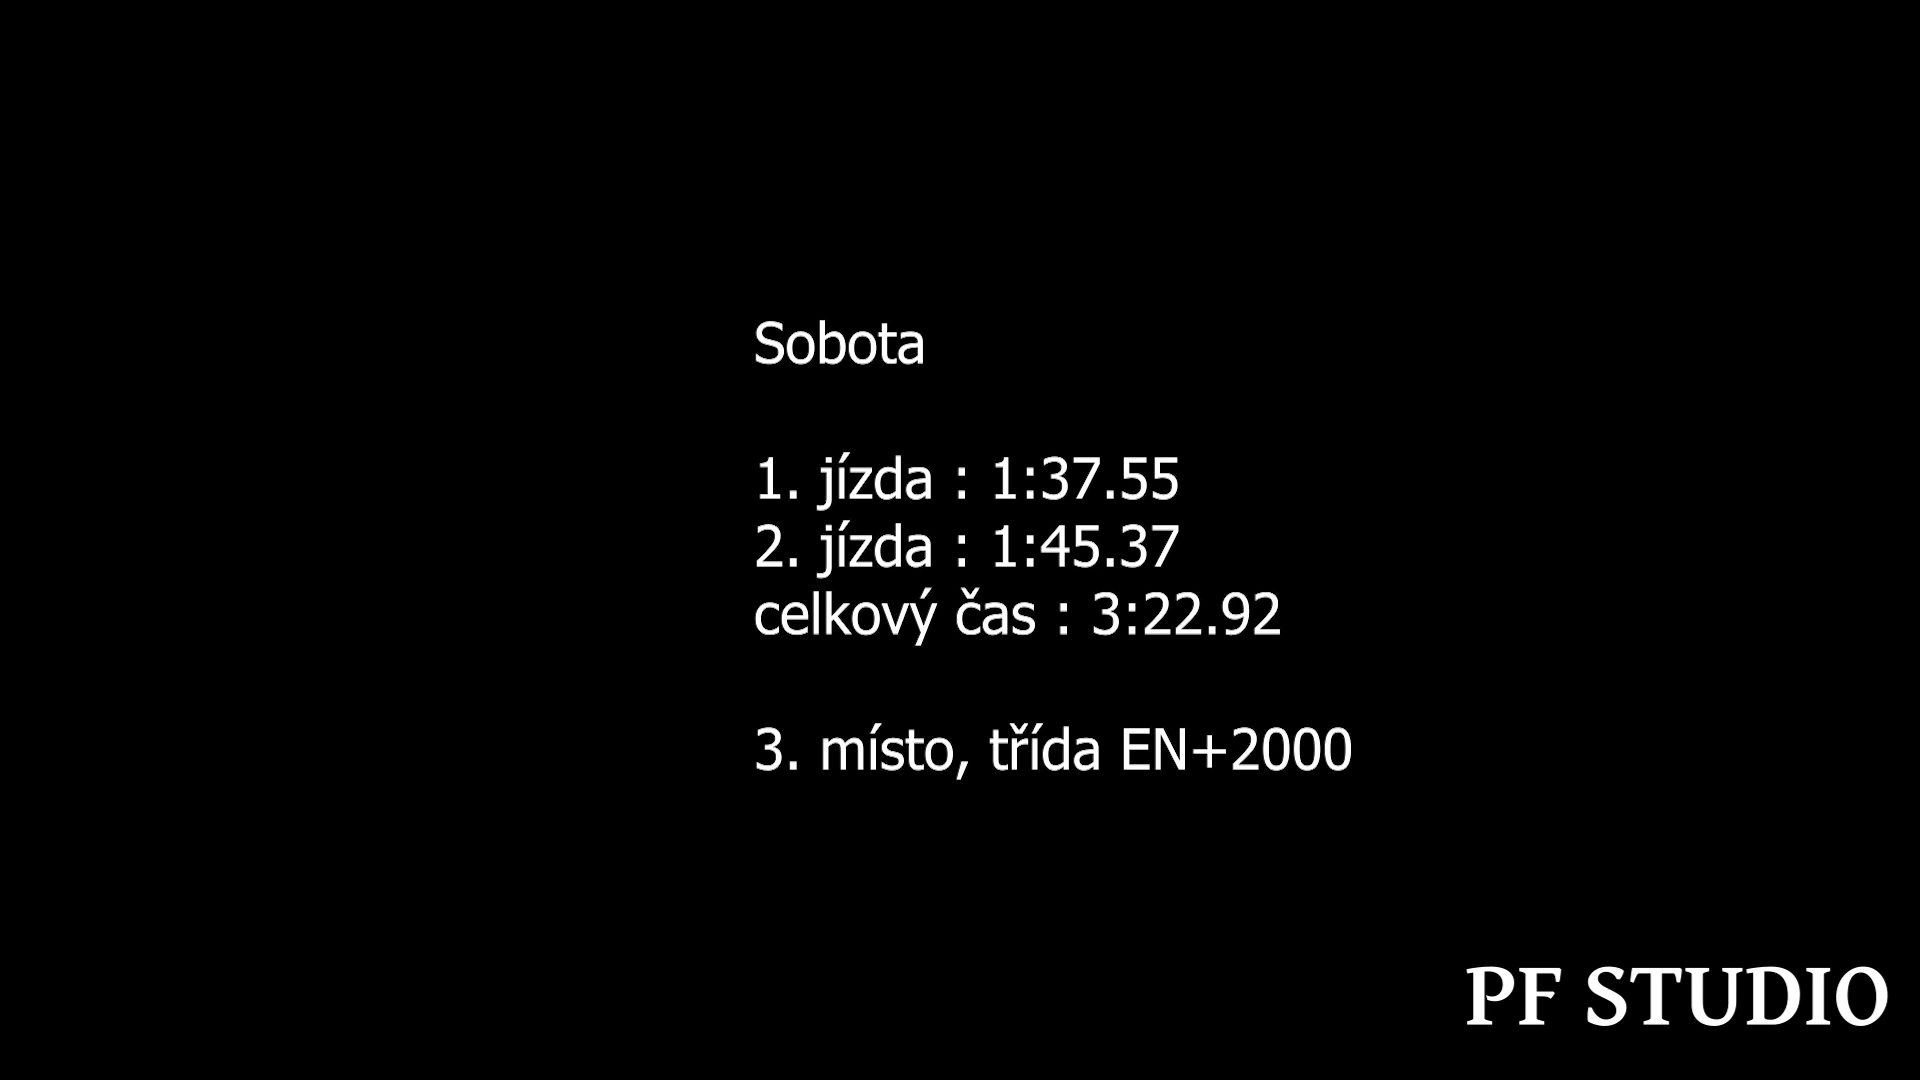 Sobota
1. jízda : 1:37.55
2. jízda : 1:45.37
celkový čas : 3:22.92
3. místo, třída EN+2000
PF STUDIO